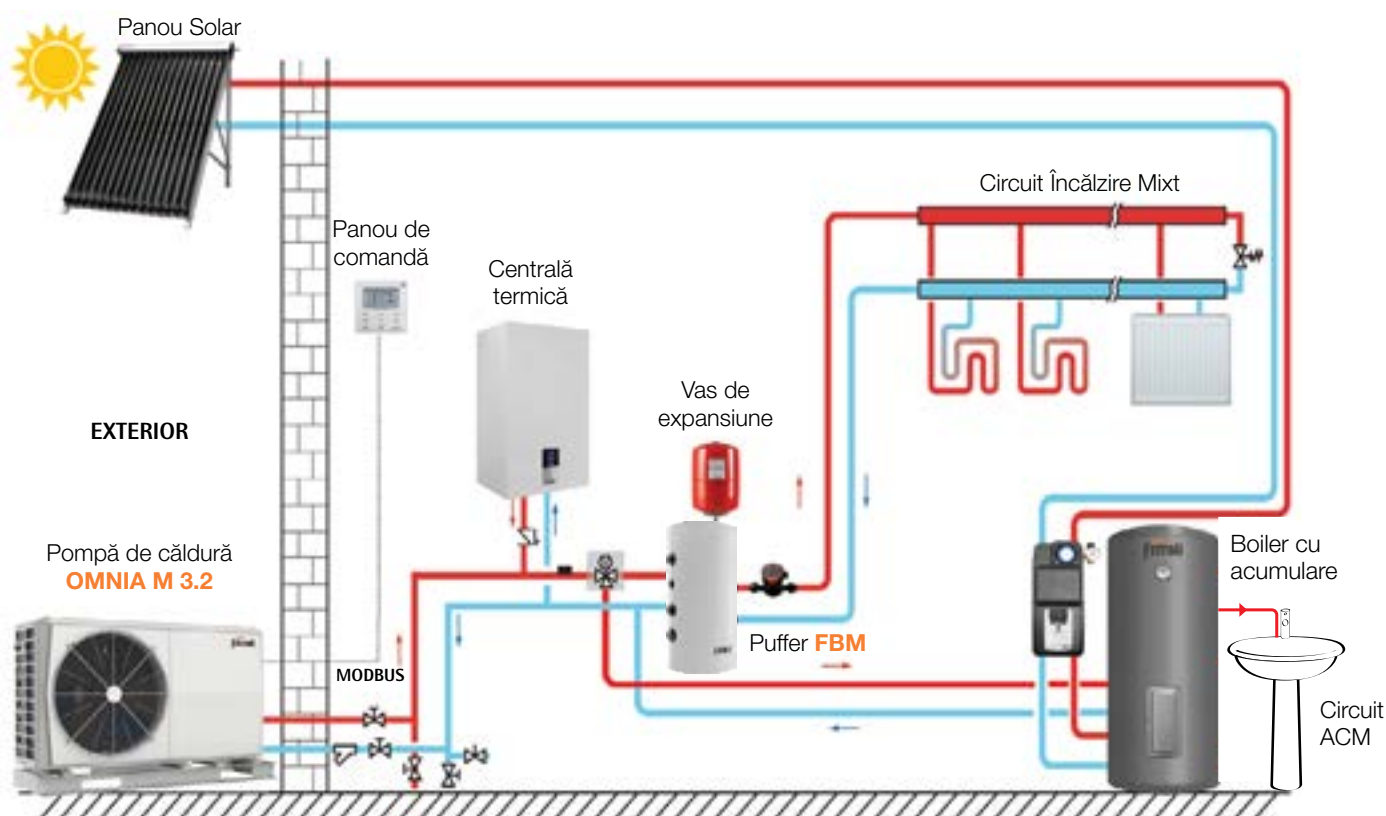 Panou Solar
Circuit Încălzire Mixt
Panou de
comandă
Centrală
termică
Vas de
expansiune
EXTERIOR
Pompă de căldură
OMNIA M 3.2
Boiler cu
acumulare
Puffer FBM
MODBUS
Circuit
ACM